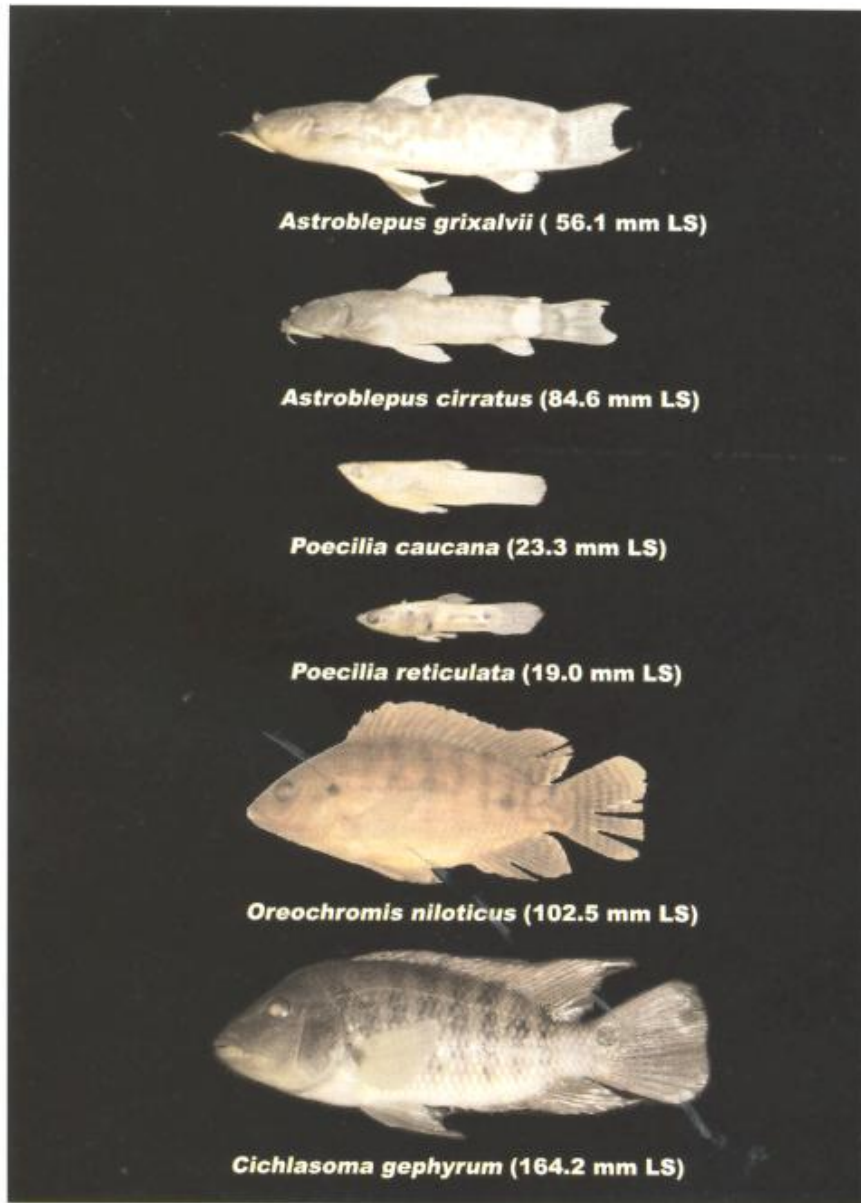 Astroblepus grixalvii ( 56.1 mm LS)
Astroblepus cirratus (84.6 mm LS)
Poecilia caucana (23.3 mm LS)
Poecilia reticulata (19.0 mm LS)
Oreochromis niloticus (102.5 mm LS)
Cichlasoma gephyrum (164.2 mm LS)